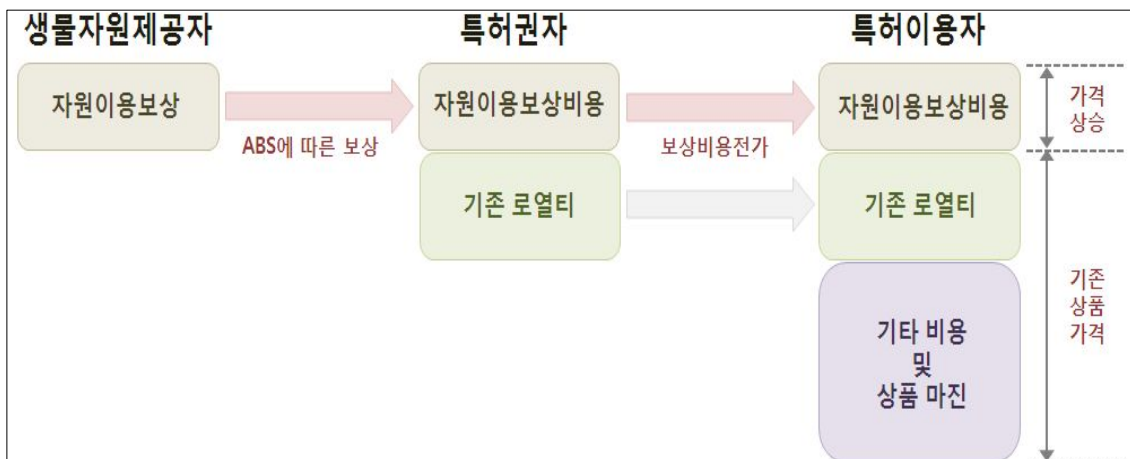 생물자원제공자
특허권자
특허이용자
자원이용보상
자원이용보상비용
자원이용보상비용
가격
상승
ABS에 따른 보상
보상비용전가
기존 로열티
기존 로열티
기타 비용
및
상품 마진
기존
상품
가격